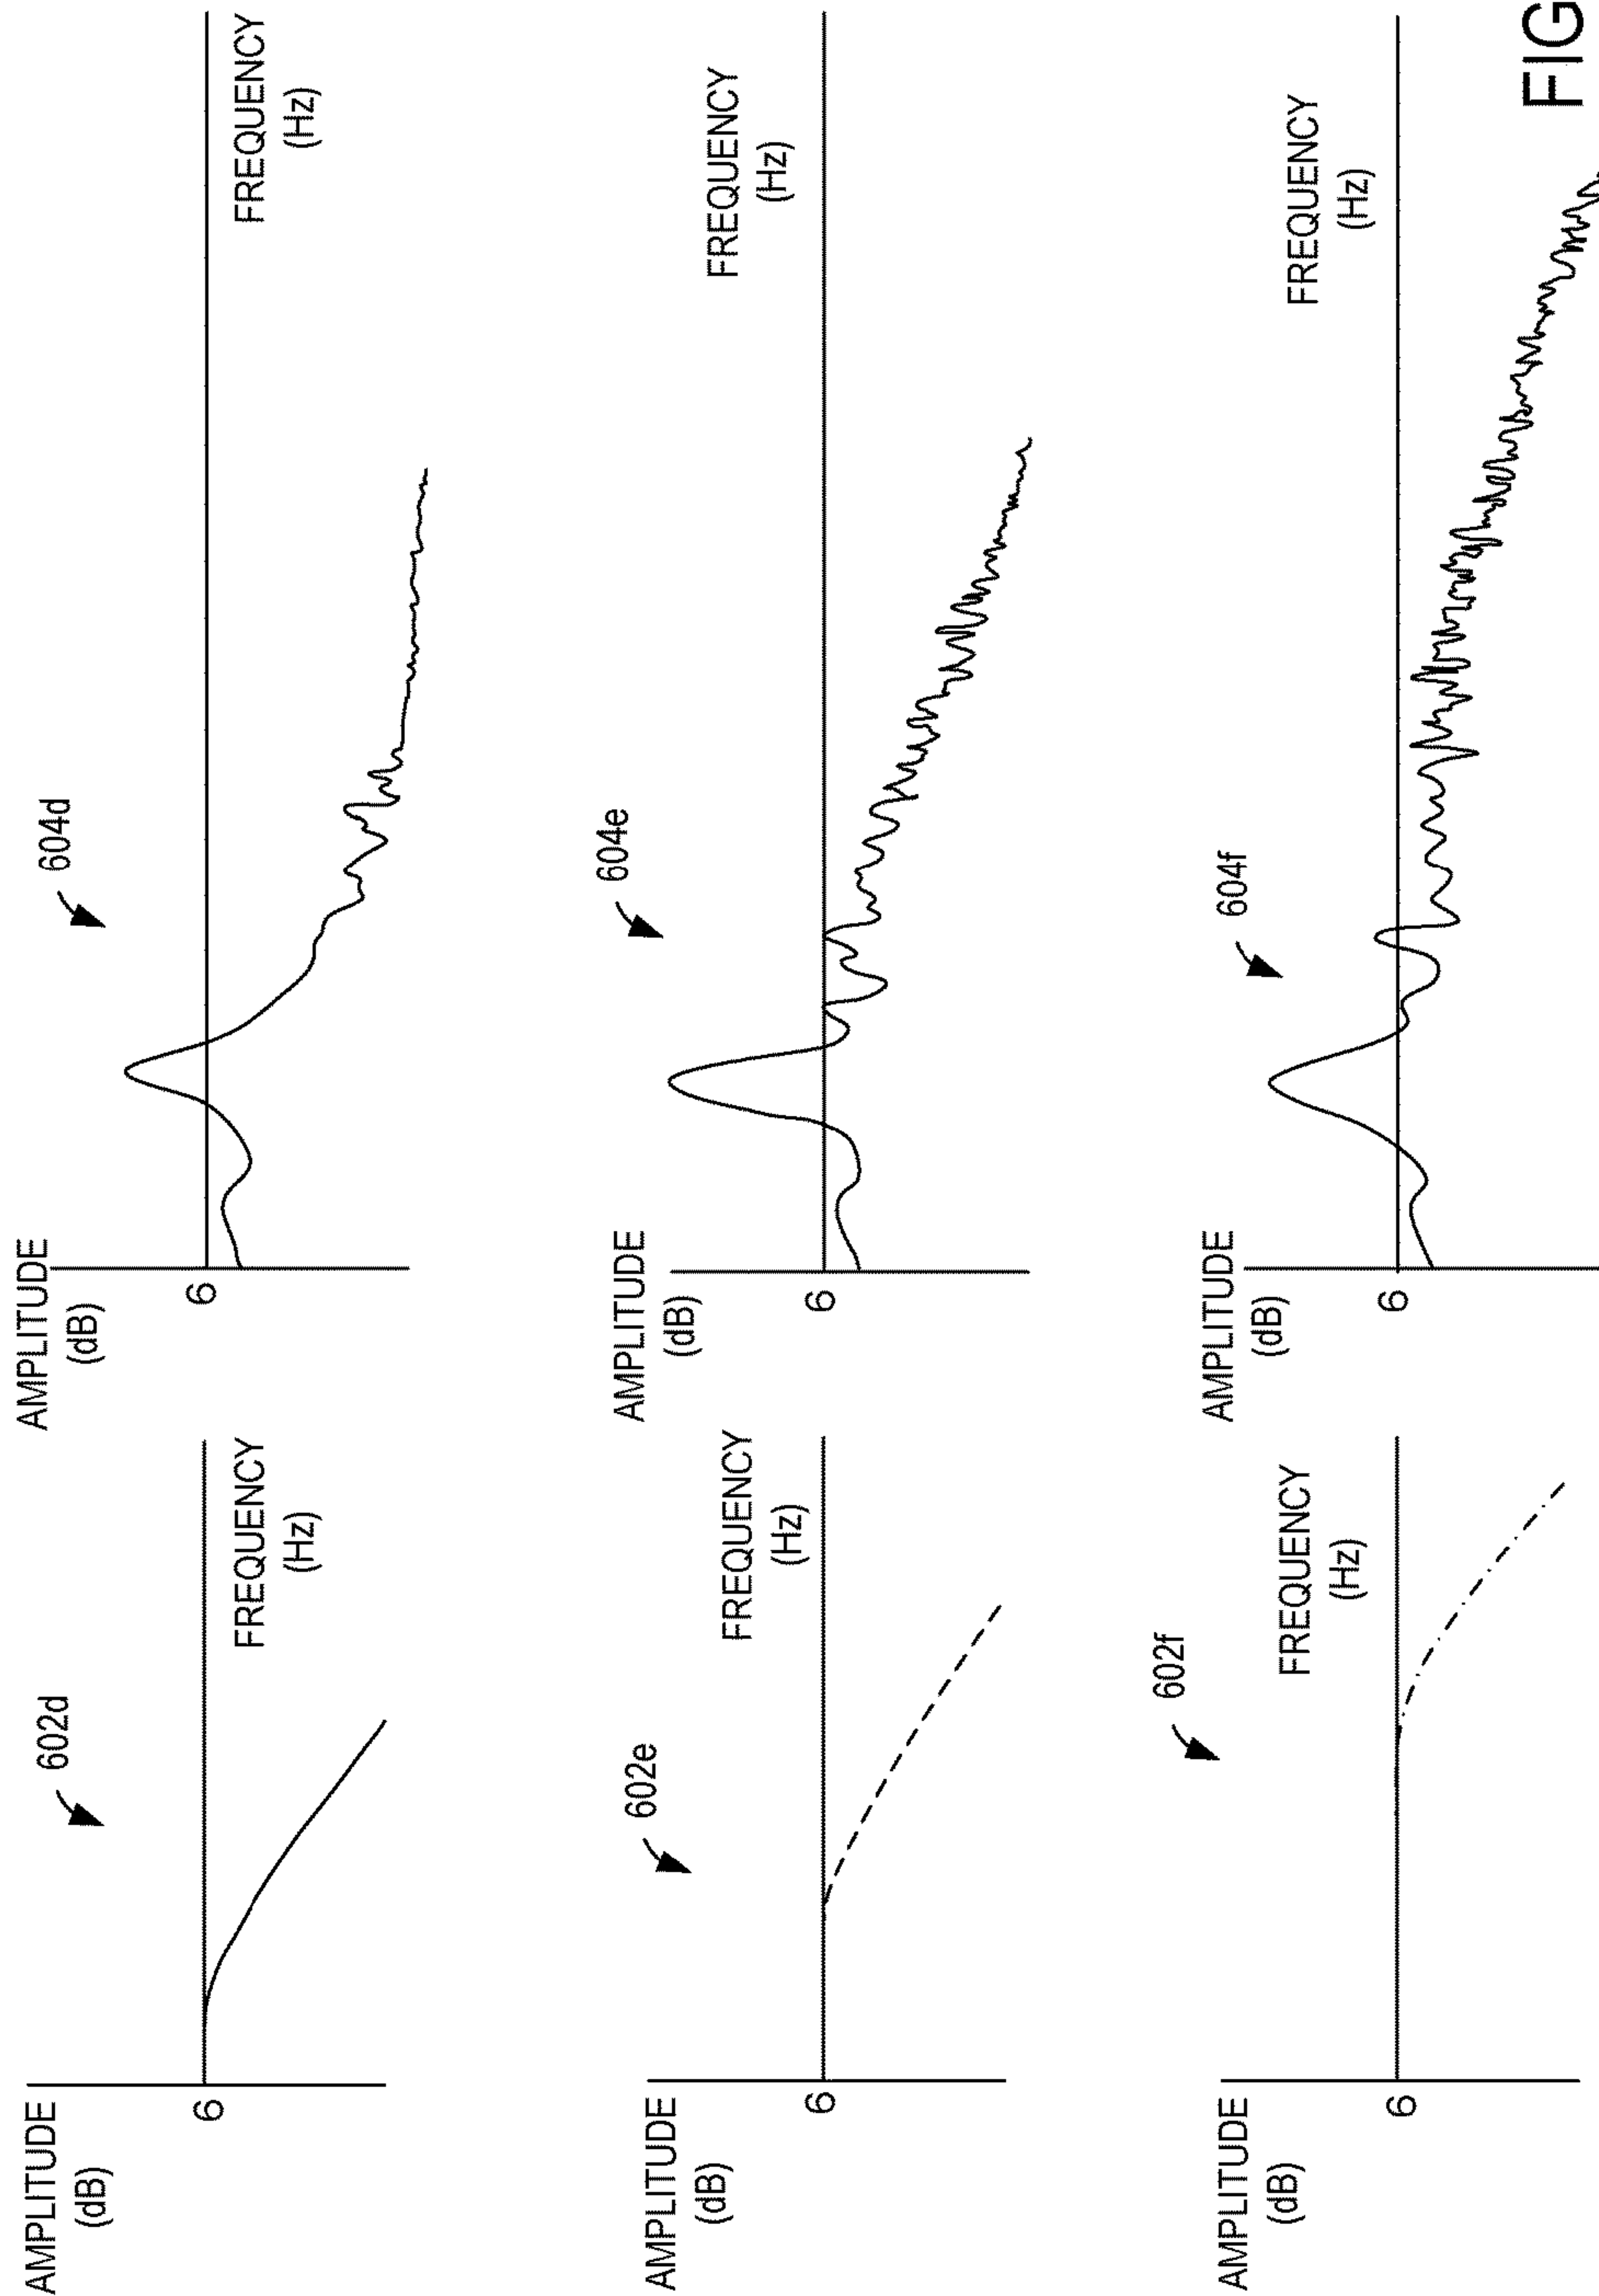 AMPLITUDE
(dB)
6
602d
FREQUENCY
(Hz)
AMPLITUDE
(dB)
6
604d
FREQUENCY
(Hz)
AMPLITUDE
(dB)
6
602e
FREQUENCY
(Hz)
AMPLITUDE
(dB)
6
604e
FREQUENCY
(Hz)
AMPLITUDE
(dB)
6
602f
FREQUENCY
(Hz)
AMPLITUDE
(dB)
6
604f
FREQUENCY
(Hz)
FIG